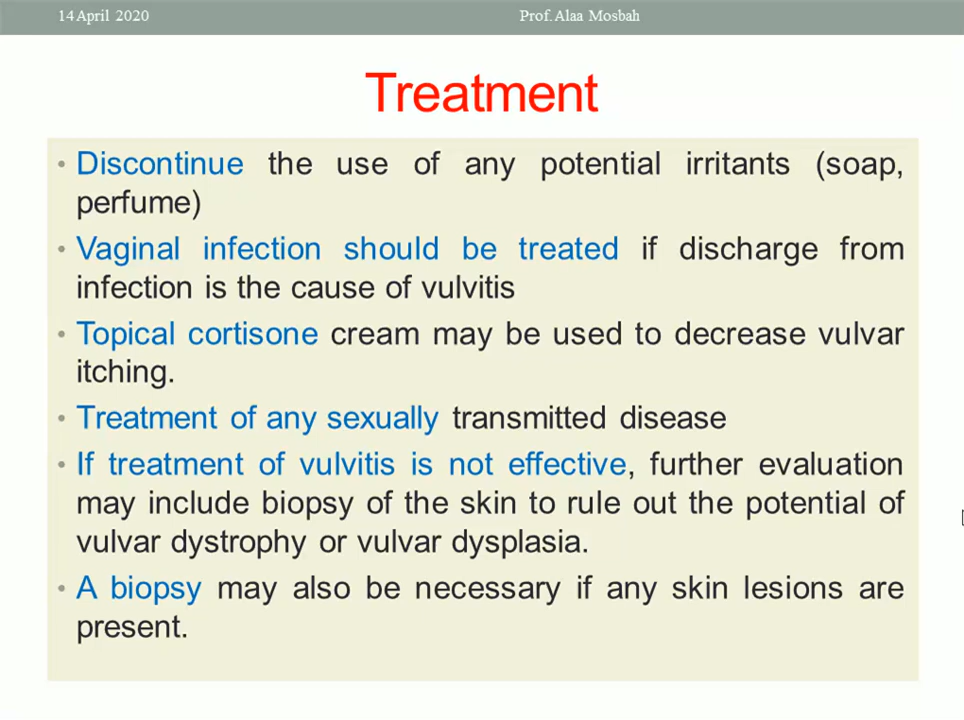 14 April 2020
Prof.Alaa Mosbah
Treatment
• Discontinue the use of any potential irritants (soap,
perfume)
• Vaginal infection should be treated if discharge from
infection is the cause of vulvitis
• Topical cortisone cream may be used to decrease vulvar
itching.
• Treatment of any sexually transmitted disease
• If treatment of vulvitis is not effective, further evaluation
may include biopsy of the skin to rule out the potential of
vulvar dystrophy or vulvar dysplasia.
• A biopsy may also be necessary if any skin lesions are
present.